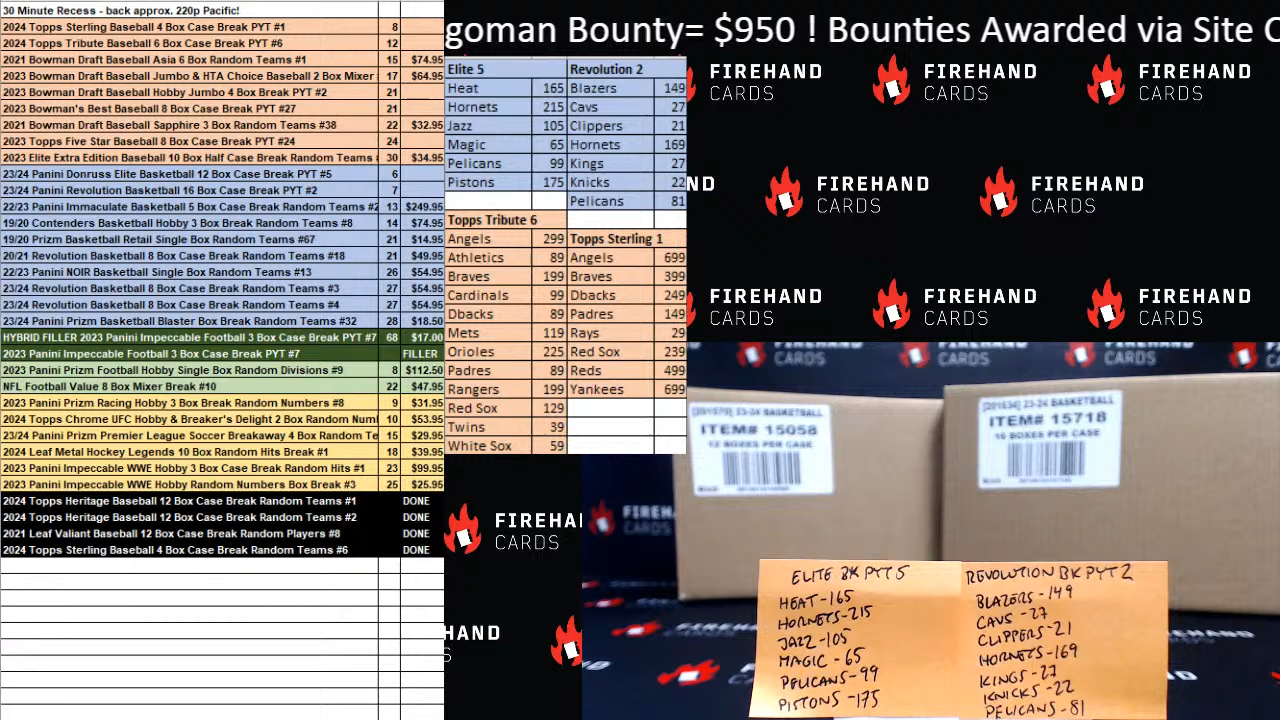 30 Minute Recess - back approx. 220p Pacific!
2024 Topps Sterling Baseball 4 Box Case Break PYT #1 8
2024 Topps Tribute Baseball 6 Box Case Break PYT #6 12
2021 Bowman Draft Baseball Asia 6 Box Random Teams #1 15 $74.95
2023 Bowman Draft Baseball Jumbo & HTA Choice Baseball 2 Box Mixer 17 $64.95
2023 Bowman Draft Baseball Hobby Jumbo 4 Box PYT #2 21
2023 Bowman's Best Baseball 8 Box Case Break PYT #27 21
2021 Bowman Draft Baseball Sapphire 3 Box Random Teams #38 22 $32.95
2023 Topps Five Star Baseball 8 Box Case Break PYT #24 24
2023 Elite Extra Edition Baseball 10 Box Half Case Break Random Teams 30 $34.95
23/24 Panini Donruss Elite Basketball 12 Box Case Break PYT #5 6
23/24 Panini Revolution Basketball 16 Box Case Break PYT #2 7
22/23 Panini Immaculate Basketball 5 Box Case Break Random Teams #2 13 $249.95
19/20 Contenders Basketball Hobby 3 Box Break Random Teams #8 14 $74.95
19/20 Prizm Basketball Retail Single Box Random Teams #67 21 $14.95
20/21 Revolution Basketball 8 Box Case Break Random Teams #18 21 $49.95
22/23 Panini NOIR Basketball Single Box Random Teams #13 26 $54.95
23/24 Revolution Basketball 8 Box Case Break Random Teams #3 27 $54.95
23/24 Revolution Basketball 8 Box Case Break Random Teams #4 27 $54.95
23/24 Panini Prizm Basketball Blaster Box Break Random Teams #32 28 $18.50
HYBRID FILLER 2023 Panini Impeccable Football 3 Box Case Break PYT #7 68 $17.00
2023 Panini Impeccable Football 3 Box Case Break PYT #7 FILLER
2023 Panini Prizm Football Hobby Single Box Random Divisions #9 8 $112.50
NFL Football Value 8 Box Mixer Break #10 22 $47.95
2023 Panini Prizm Racing Hobby 3 Box Break Random Numbers #8 9 $31.95
2024 Topps Chrome UFC Hobby & Breaker's Delight 2 Box Random Num 10 $53.95
23/24 Panini Prizm Premier League Soccer Breakaway 4 Box Random Te 15 $29.95
2024 Leaf Metal Hockey Legends 10 Box Random Hits Break #1 18 $39.95
2023 Panini Impeccable WWE Hobby 3 Box Case Break Random Hits #1 23 $99.95
2023 Panini Impeccable WWE Hobby Random Numbers Box Break #3 25 $25.95
2024 Topps Heritage Baseball 12 Box Case Break Random Teams #1 DONE
2024 Topps Heritage Baseball 12 Box Case Break Random Teams #2 DONE
2021 Leaf Valiant Baseball 12 Box Case Break Random Players #8 DONE
2024 Topps Sterling Baseball 4 Box Case Break Random Teams #6 DONE
goman Bounty= $950 ! Bounties Awarded via Site C
Elite 5
Heat 165
Hornets 215
Jazz 105
Magic 65
Pelicans 99
Pistons 175
Revolution 2
Blazers 149
Cavs 27
Clippers 21
Hornets 169
Kings 27
Knicks 22
Pelicans 81
Topps Tribute 6
Angels 299
Athletics 89
Braves 199
Cardinals 99
Dbacks 89
Mets 119
Orioles 225
Padres 89
Rangers 199
Red Sox 129
Twins 39
White Sox 59
Topps Sterling 1
Angels 699
Braves 399
Dbacks 249
Padres 149
Rays 29
Red Sox 239
Reds 499
Yankees 699
FIREHAND
CARDS
FIREHAND
CARDS
FIREHAND
CARDS
ND
FIREHAND
CARDS
FIREHAND
CARDS
FIREHAND
CARDS
FIREHAND
CARDS
FIREHAND
CARDS
FIREHA
CARDS
HAND
S
CARDS
CARDS
CARDS
23-24 BASKETBALL
ITEM# 15058
12 BOXES PER CASE
23-24 BASKETBALL
ITEM# 15718
16 BOXES PER CASE
ELITE BK PYT 5
HEAT-165
HORNETS-215
JAZZ-105
MAGIC-65
PELICANS-99
PISTONS-175
REVOLUTION BK PYT 2
BLAZERS-149
CAVS-27
CLIPPERS-21
HORNETS-169
KINGS-27
KNICKS-22
PELICANS-81